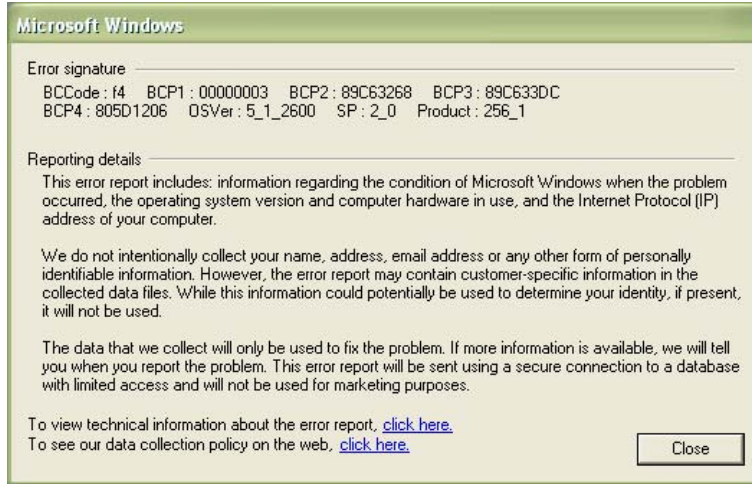 Microsoft Windows
Error signature
BCCode : f4 BCP1 : 00000003 BCP2 : 89C63268 BCP3 : 89C633DC
BCP4 : 805D1206 OSVer : 5_1_2600 SP : 2_0 Product : 256_1
Reporting details
This error report includes: information regarding the condition of Microsoft Windows when the problem
occurred, the operating system version and computer hardware in use, and the Internet Protocol (IP)
address of your computer.
We do not intentionally collect your name, address, email address or any other form of personally
identifiable information. However, the error report may contain customer-specific information in the
collected data files. While this information could potentially be used to determine your identity, if present,
it will not be used.
The data that we collect will only be used to fix the problem. If more information is available, we will tell
you when you report the problem. This error report will be sent using a secure connection to a database
with limited access and will not be used for marketing purposes.
To view technical information about the error report, click here.
To see our data collection policy on the web, click here.
Close